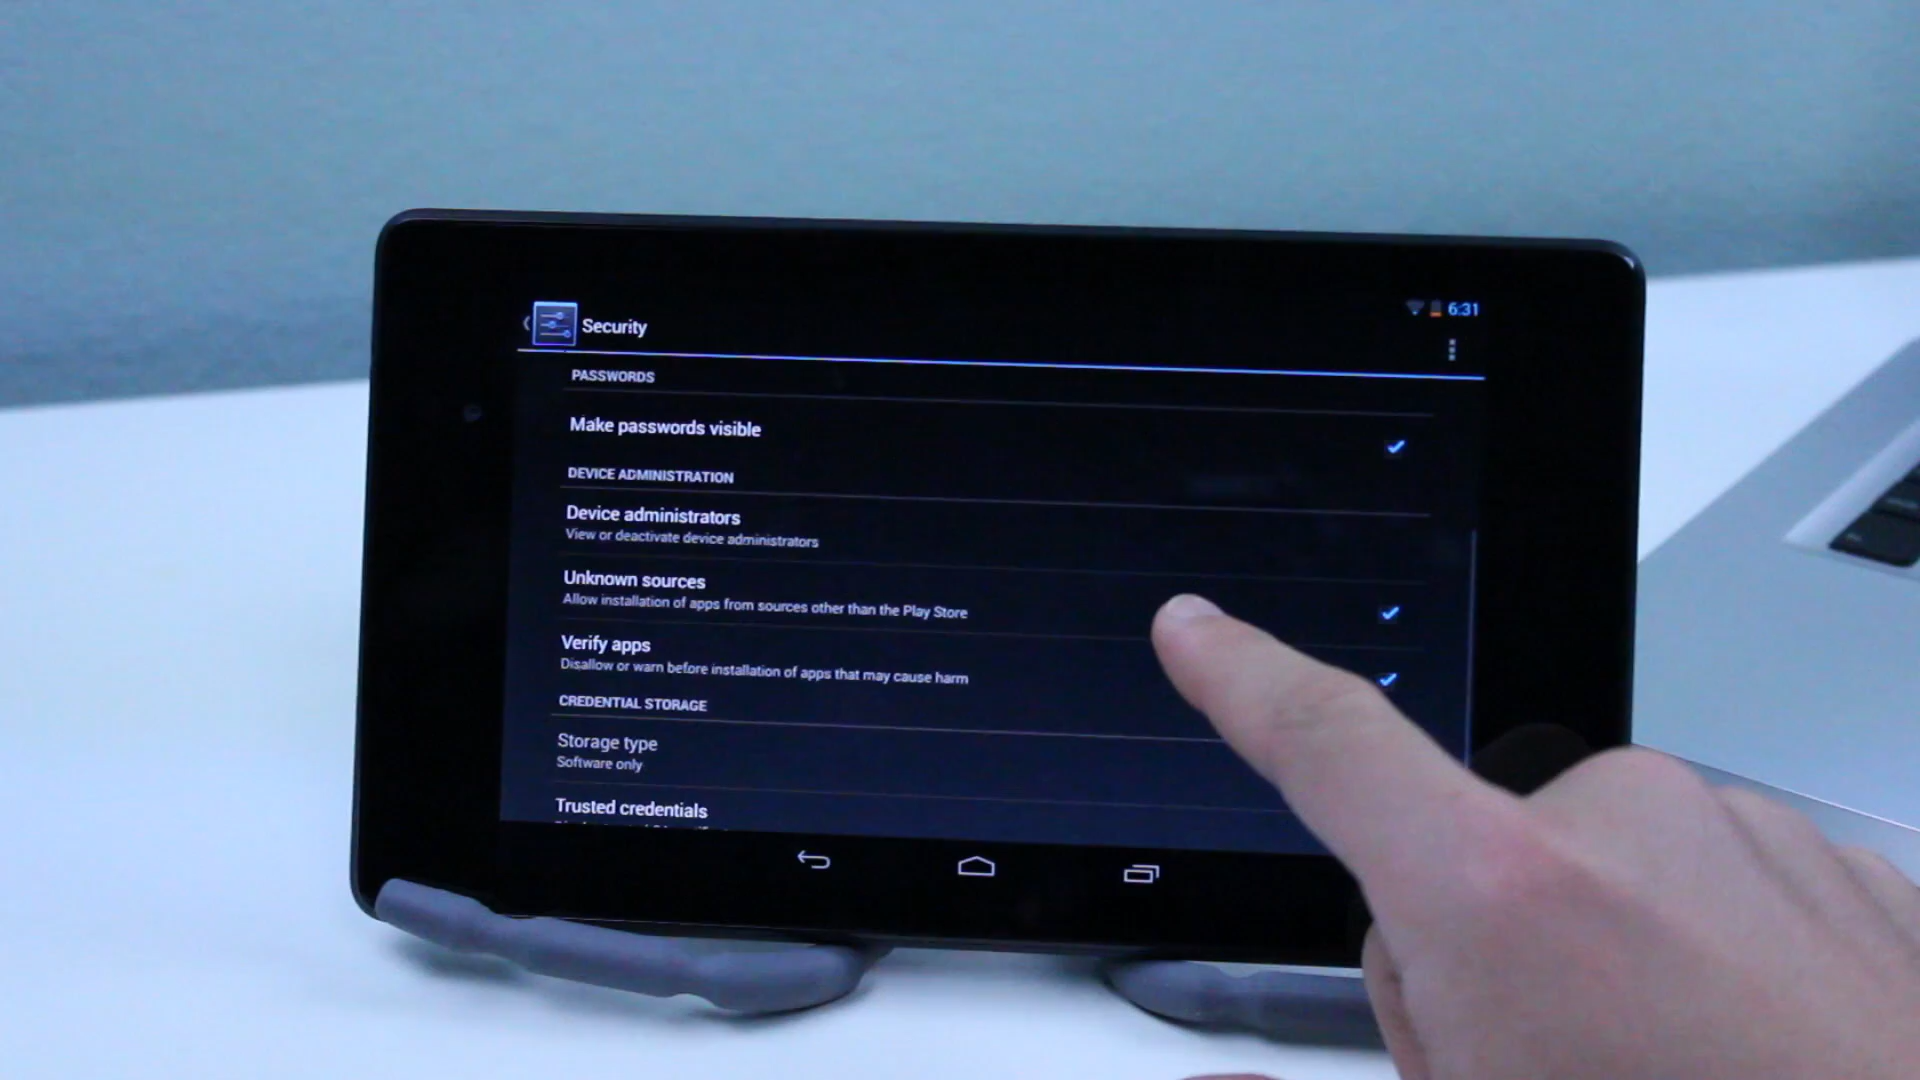 Security
6:31
PASSWORDS
Make passwords visible
DEVICE ADMINISTRATION
Device administrators
View or deactivate device administrators
Unknown sources
Allow installation of apps from sources other than the Play Store
Verify apps
Disallow or warn before installation of apps that may cause harm
CREDENTIAL STORAGE
Storage type
Software only
Trusted credentials